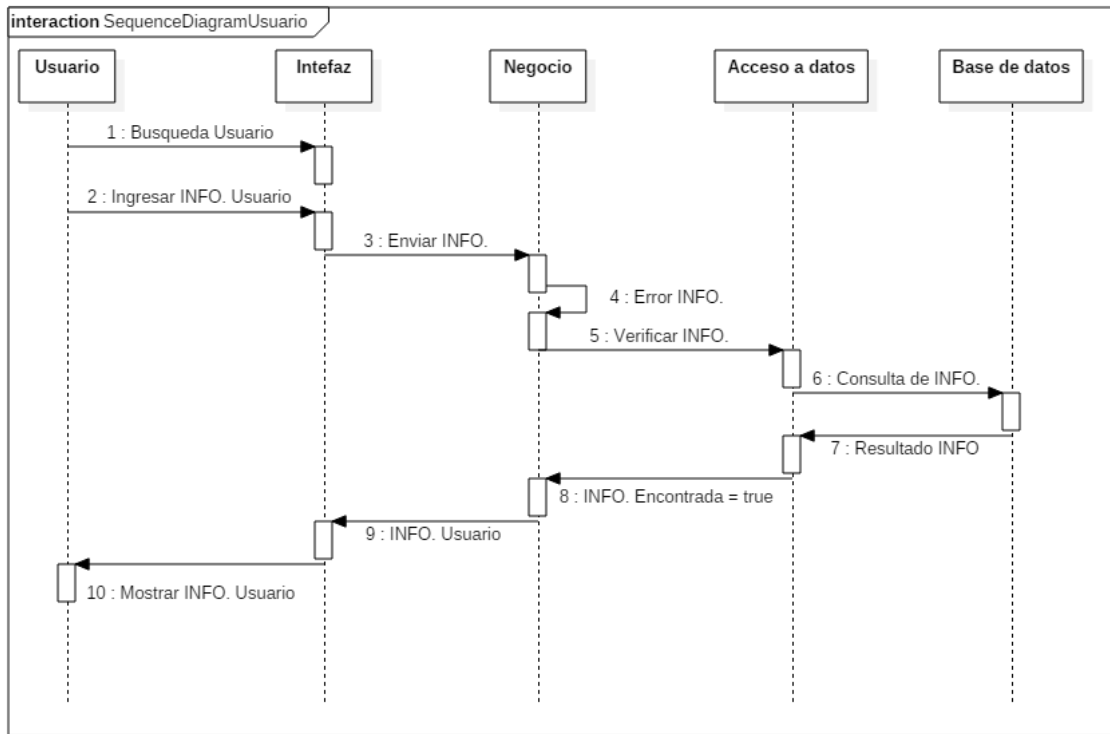 interaction SequenceDiagramUsuario
Usuario
Intefaz
Negocio
Acceso a datos
Base de datos
1 : Busqueda Usuario
2 : Ingresar INFO. Usuario
3 : Enviar INFO.
4 : Error INFO.
5 : Verificar INFO.
6 : Consulta de INFO.
7 : Resultado INFO
8 : INFO. Encontrada = true
9 : INFO. Usuario
10 : Mostrar INFO. Usuario